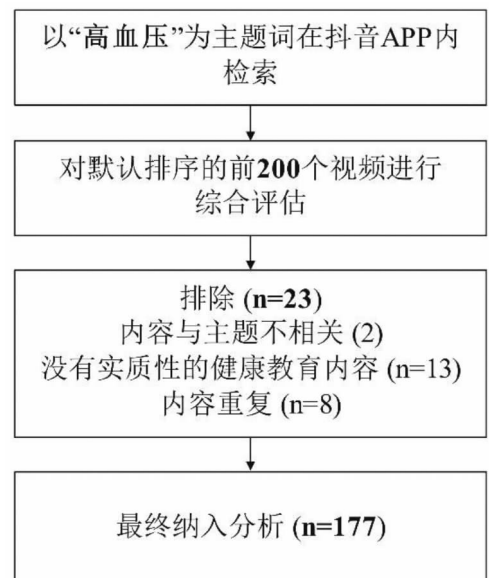 以“高血压”为主题词在抖音APP内
检索
对默认排序的前200个视频进行
综合评估
排除 (n=23)
内容与主题不相关 (2)
没有实质性的健康教育内容 (n=13)
内容重复 (n=8)
最终纳入分析 (n=177)